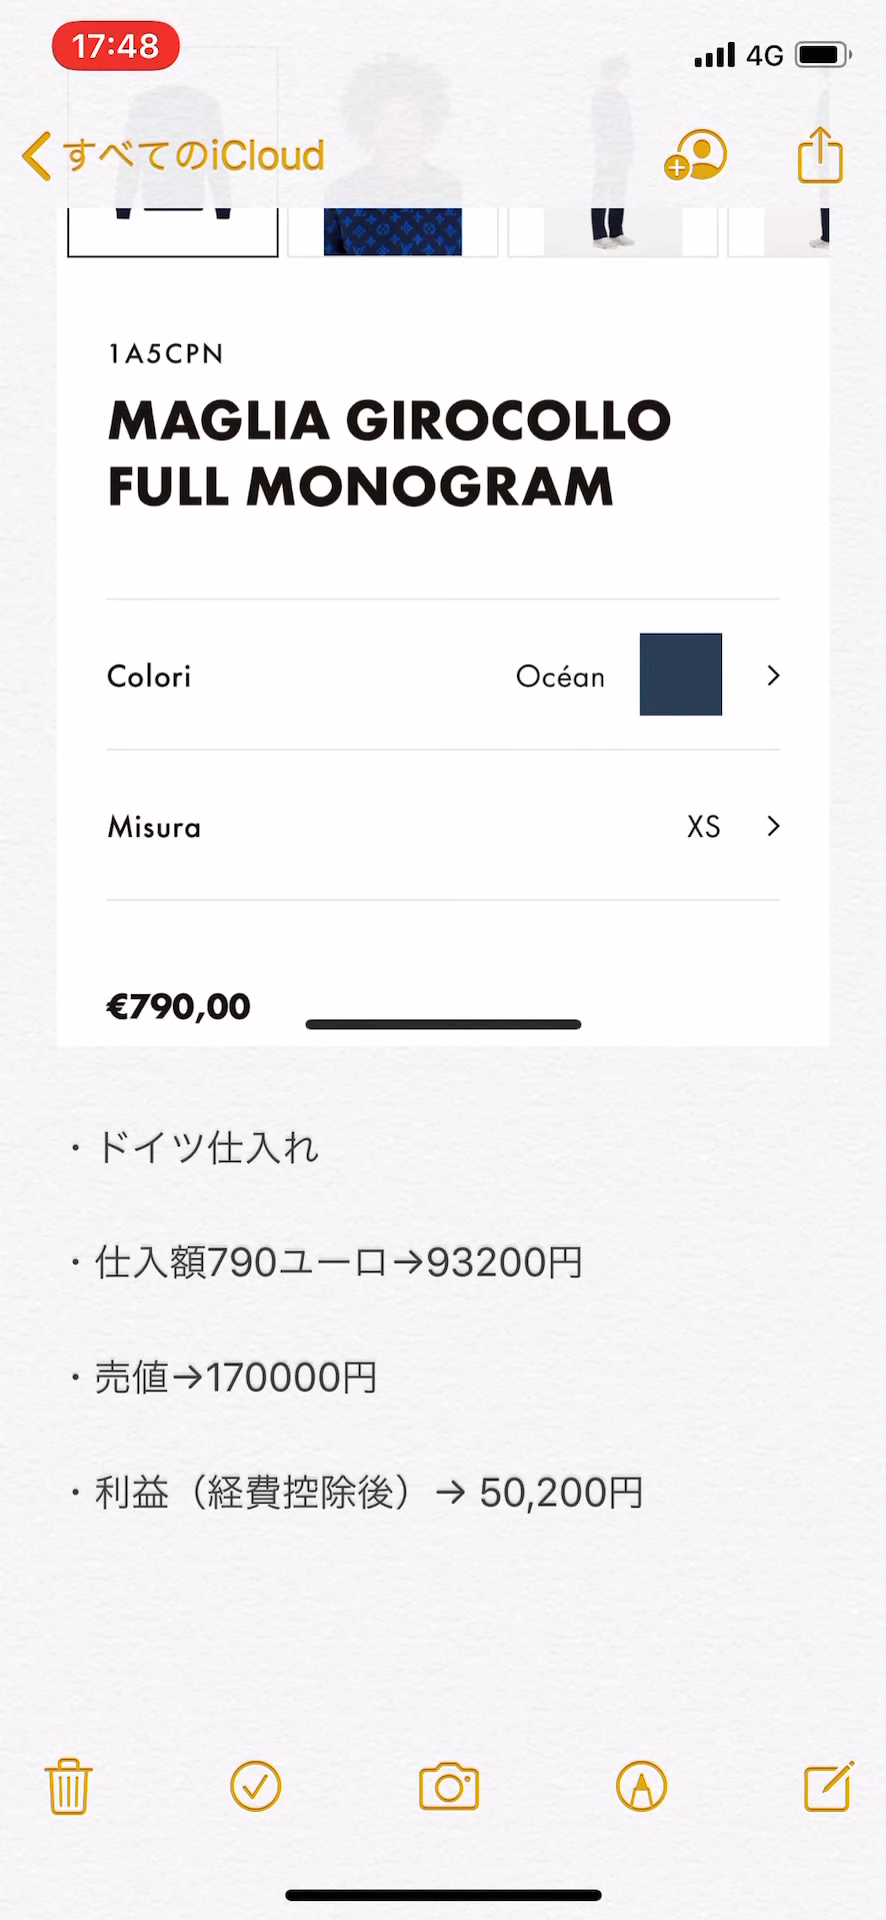 17:48
4G
すべてのiCloud
1A5CPN
MAGLIA GIROCOLLO
FULL MONOGRAM
Colori Océan
Misura XS
€790,00
・ドイツ仕入れ
・仕入額790ユーロ→93200円
・売値→170000円
・利益（経費控除後）→ 50,200円